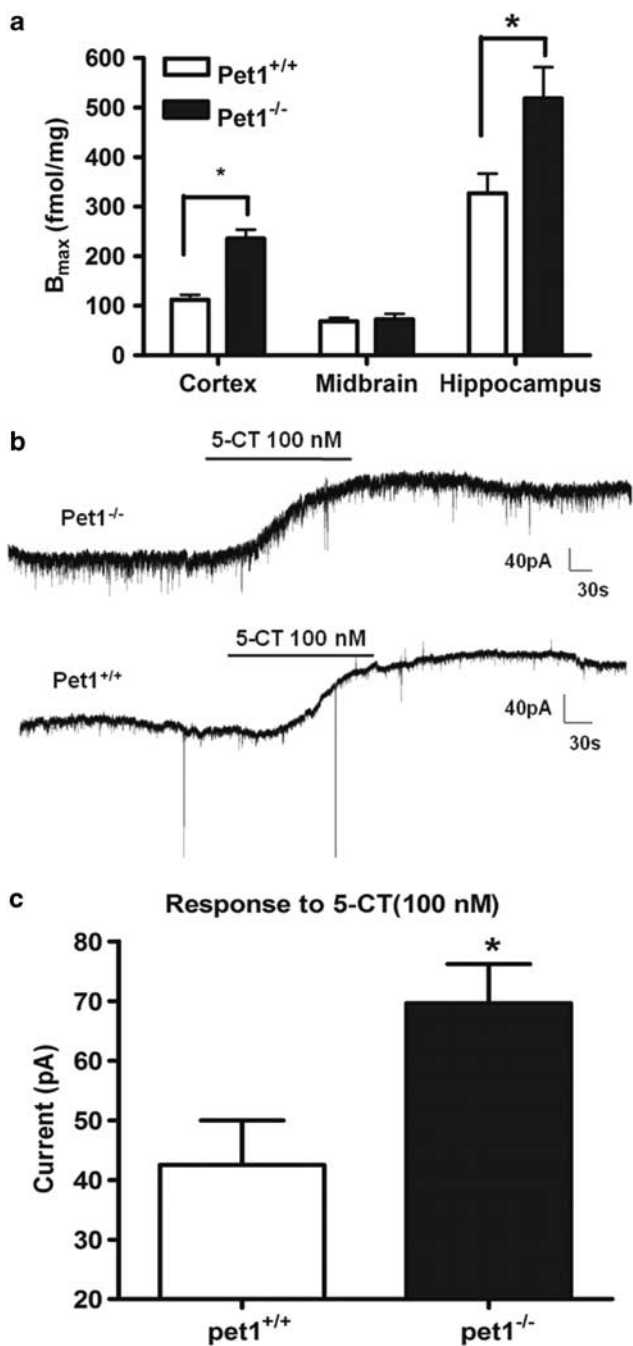 a
*
600
500
400
300
200
100
0
B_max (fmol/mg)
Pet1^+/+
Pet1^-/-
*
Cortex Midbrain Hippocampus
b
5-CT 100 nM
Pet1^-/-
40pA
30s
5-CT 100 nM
Pet1^+/+
40pA
30s
c
Response to 5-CT(100 nM)
80
70
60
50
40
30
20
Current (pA)
*
pet1^+/+ pet1^-/-